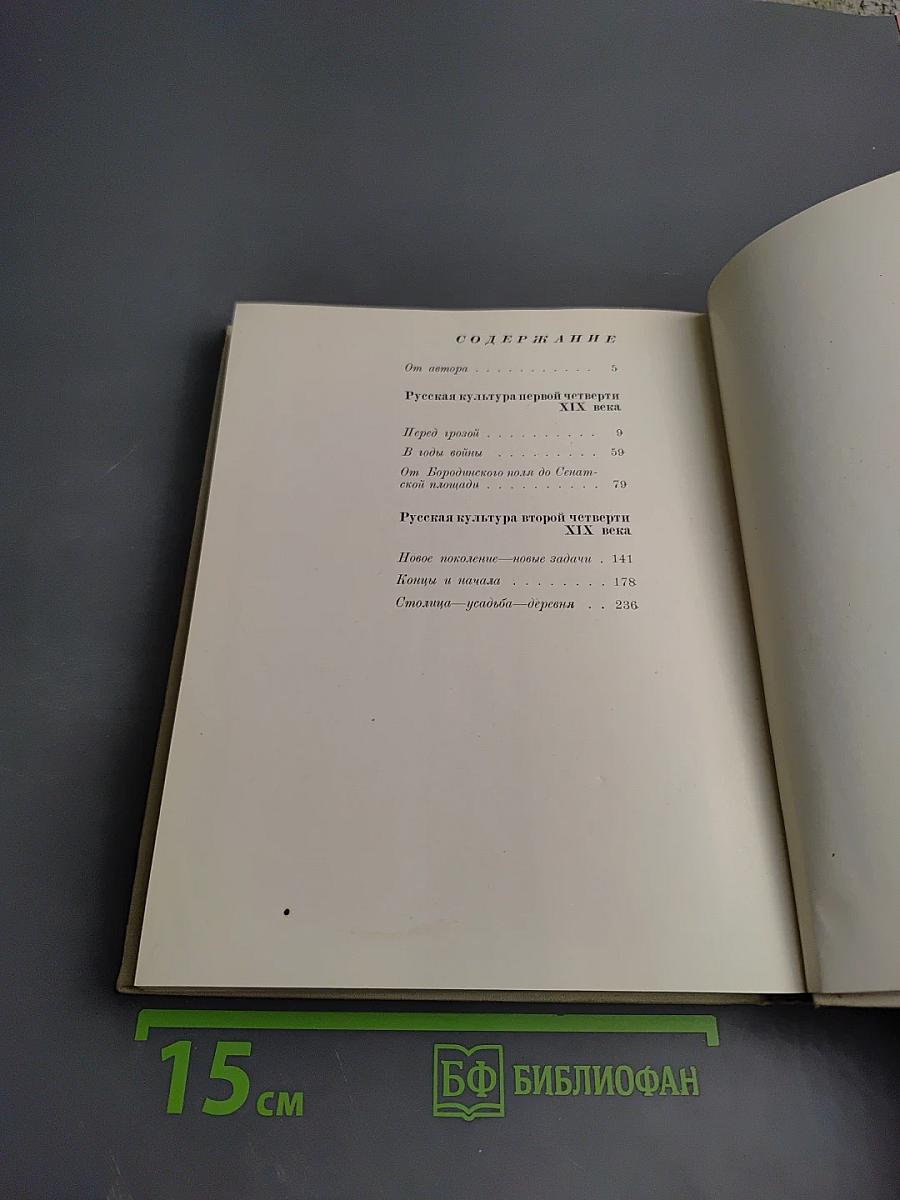 СОДЕРЖАНИЕ
От автора . . . . . . . . . . . 5
Русская культура первой четверти
XIX века
Перед грозой . . . . . . . . . . 9
В годы войны . . . . . . . . . 59
От Бородинского поля до Сенат-
ской площади . . . . . . . . . . 79
Русская культура второй четверти
XIX века
Новое поколение—новые задачи . 141
Концы и начала . . . . . . . . 178
Столица—усадьба—деревня . . 236
15 см
БФ БИБЛИОФАН